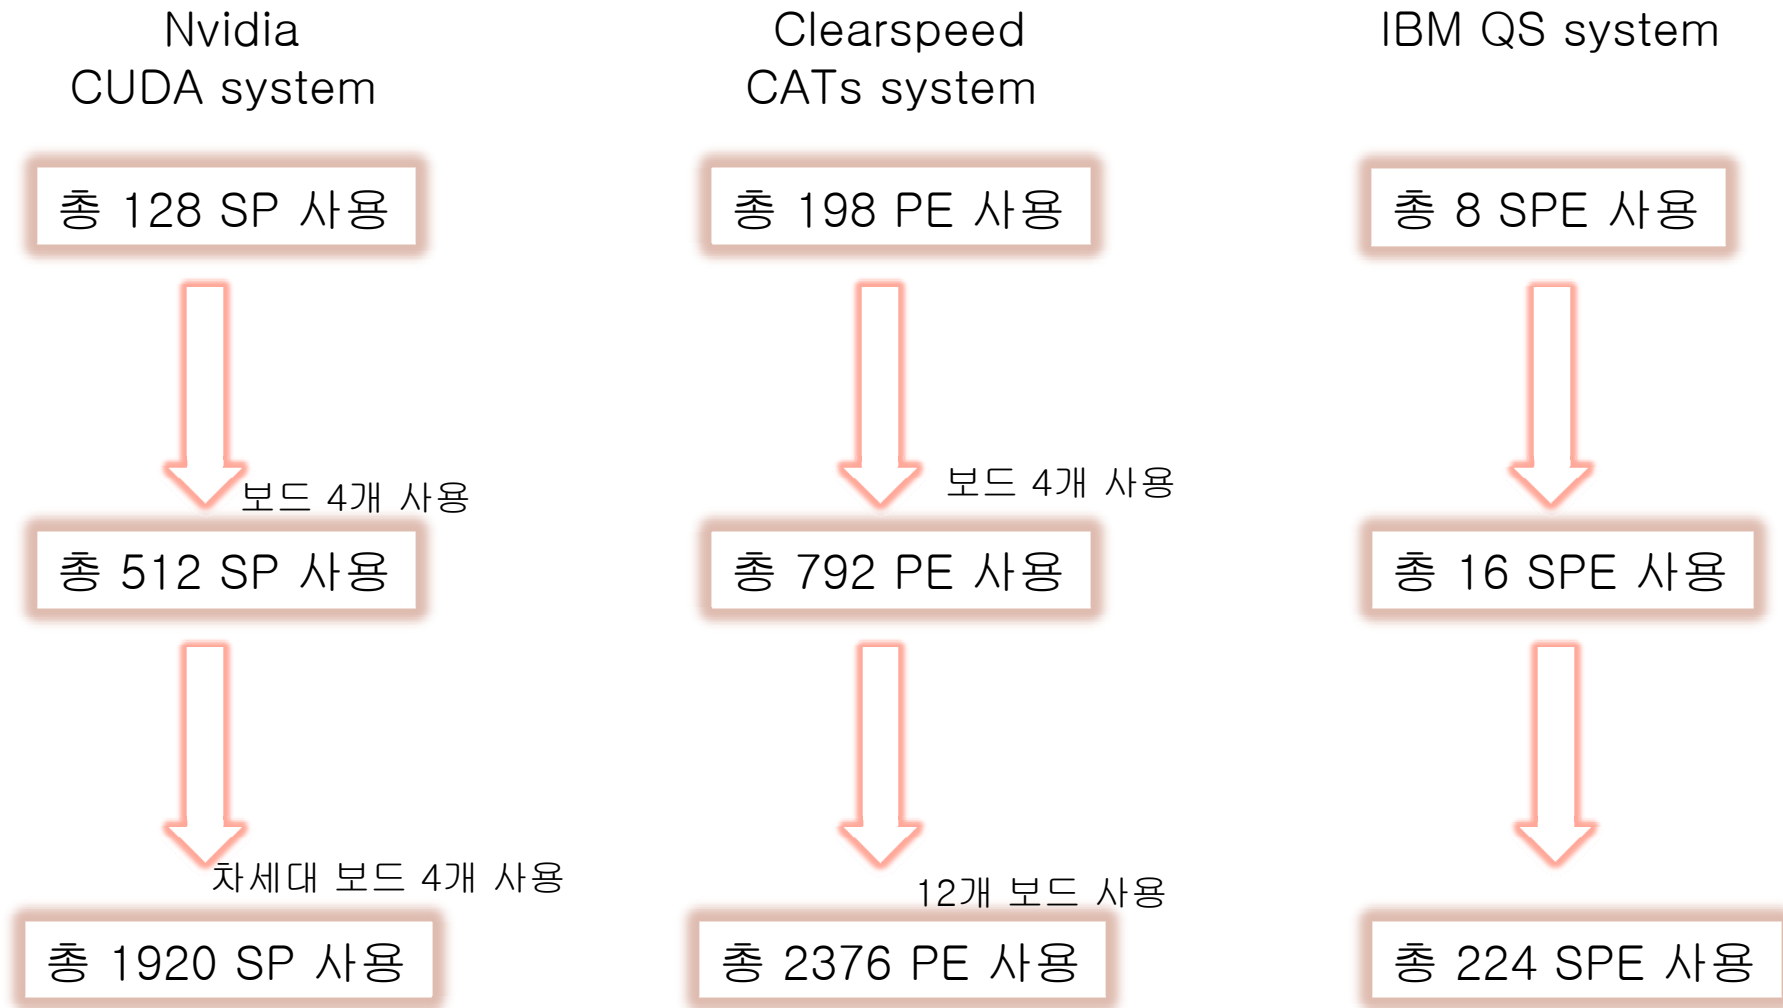 Nvidia
CUDA system
총 128 SP 사용
보드 4개 사용
총 512 SP 사용
차세대 보드 4개 사용
총 1920 SP 사용
Clearspeed
CATs system
총 198 PE 사용
보드 4개 사용
총 792 PE 사용
12개 보드 사용
총 2376 PE 사용
IBM QS system
총 8 SPE 사용
총 16 SPE 사용
총 224 SPE 사용